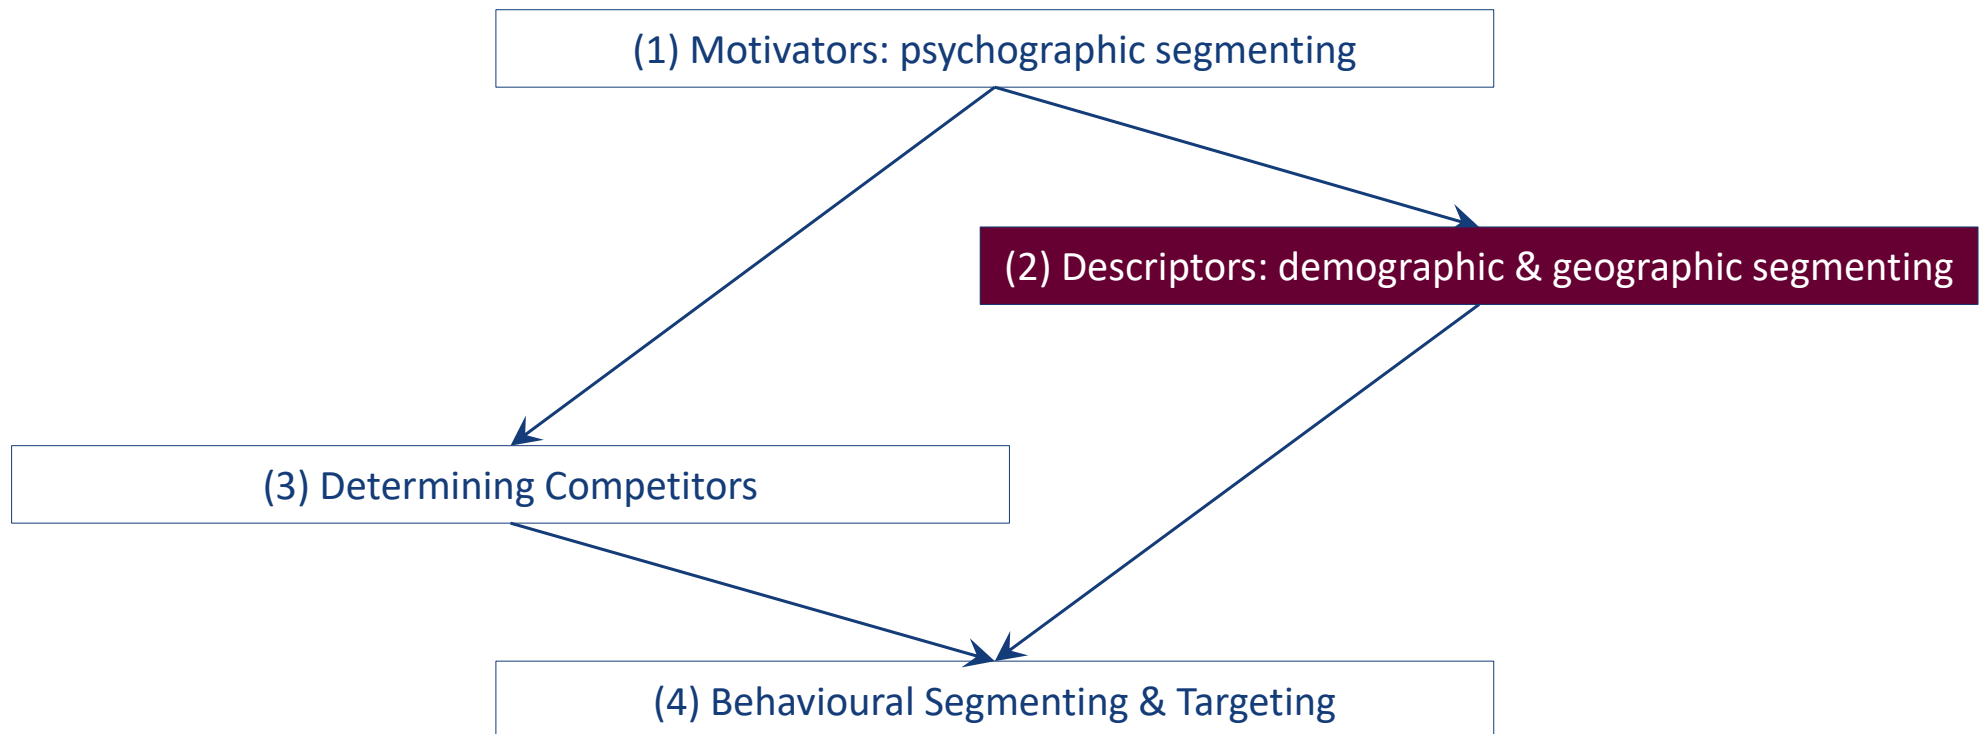 (1) Motivators: psychographic segmenting
(2) Descriptors: demographic & geographic segmenting
(3) Determining Competitors
(4) Behavioural Segmenting & Targeting